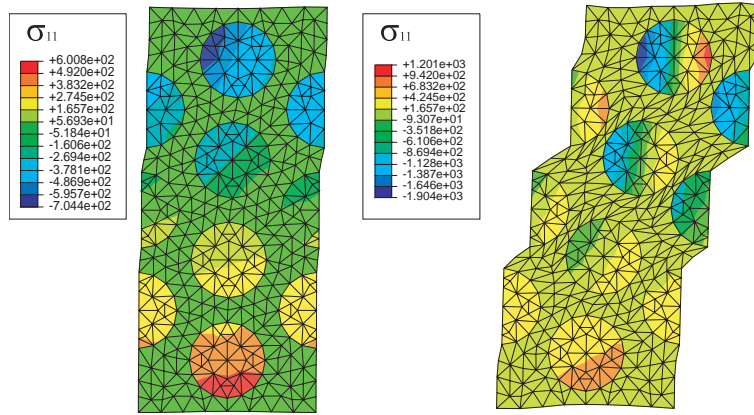 σ11
+6.008e+02
+4.920e+02
+3.832e+02
+2.745e+02
+1.657e+02
+5.693e+01
-5.184e+01
-1.606e+02
-2.694e+02
-3.781e+02
-4.869e+02
-5.957e+02
-7.044e+02
σ11
+1.201e+03
+9.420e+02
+6.832e+02
+4.245e+02
+1.657e+02
-9.307e+01
-3.518e+02
-6.106e+02
-8.694e+02
-1.128e+03
-1.387e+03
-1.646e+03
-1.904e+03